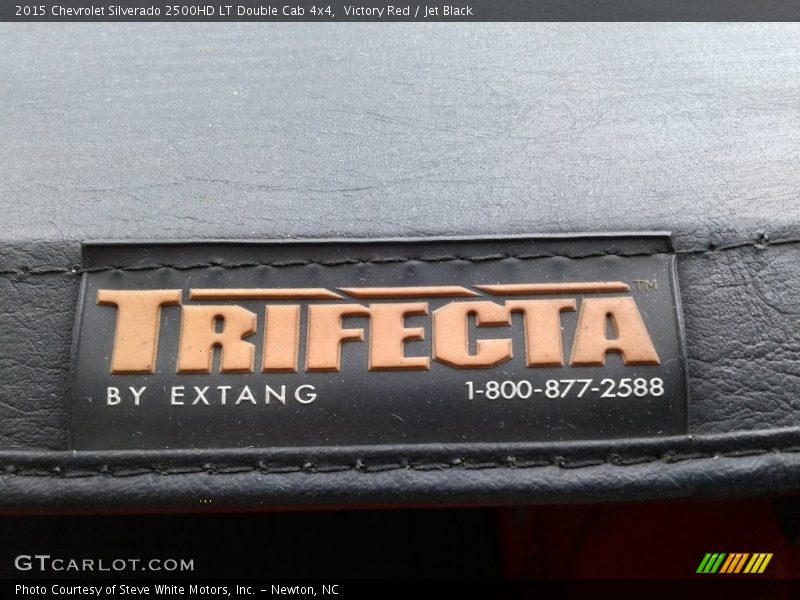 2015 Chevrolet Silverado 2500HD LT Double Cab 4x4, Victory Red / Jet Black
TRIFECTA™
BY EXTANG 1-800-877-2588
GTCARLOT.COM
Photo Courtesy of Steve White Motors, Inc. – Newton, NC